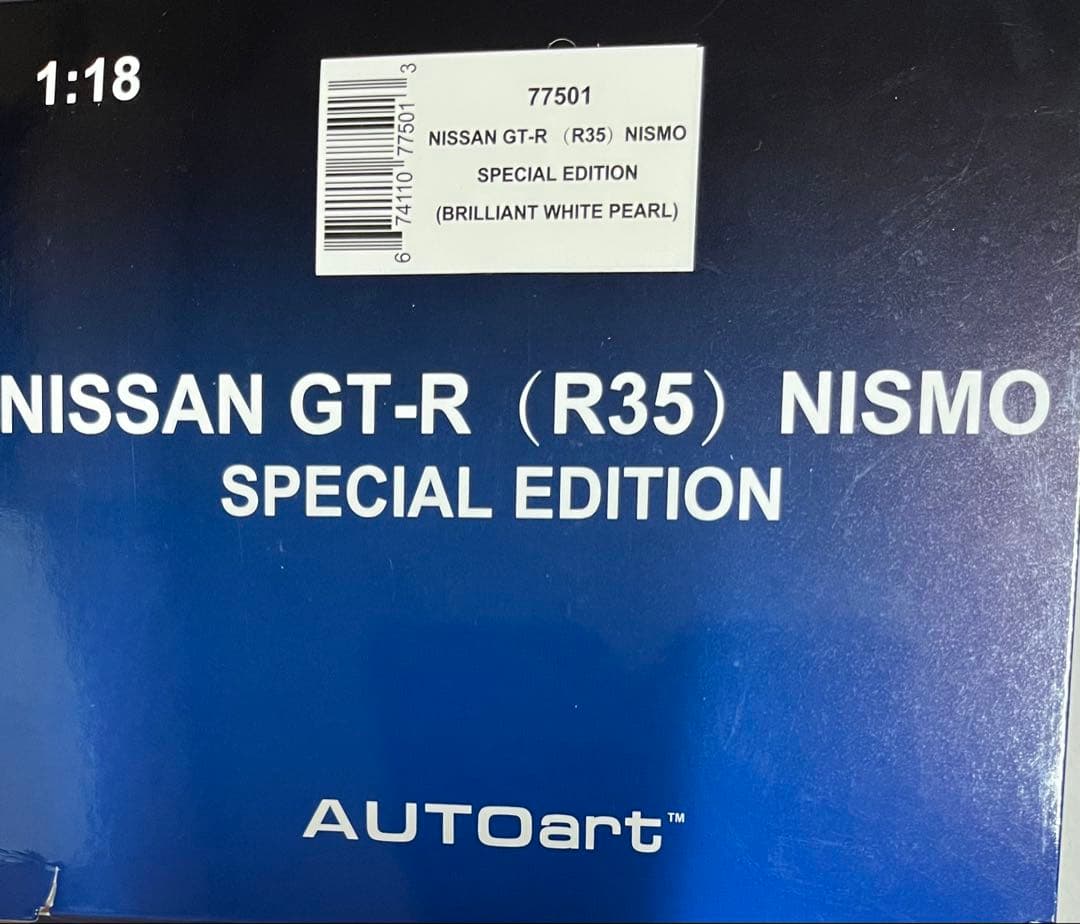 1:18
6 74110 77501 3
77501
NISSAN GT-R （R35） NISMO
SPECIAL EDITION
(BRILLIANT WHITE PEARL)
NISSAN GT-R （R35） NISMO
SPECIAL EDITION
AUTOart™